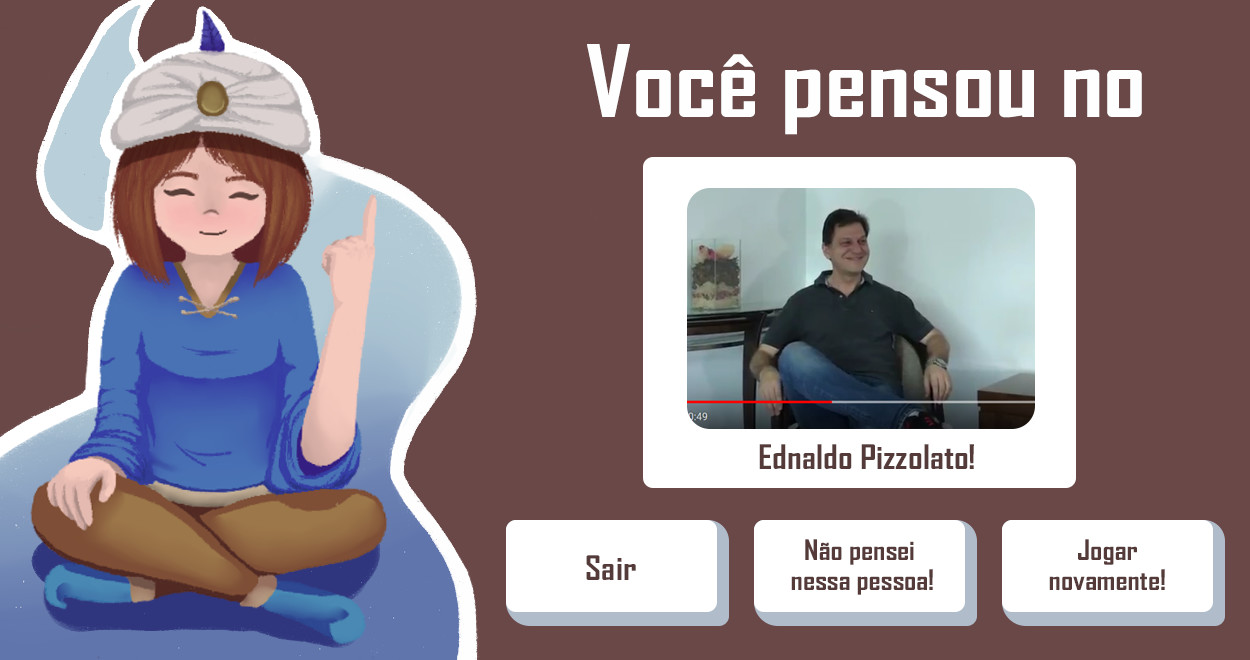 Você pensou no
0:49
Ednaldo Pizzolato!
Sair
Não pensei
nessa pessoa!
Jogar
novamente!